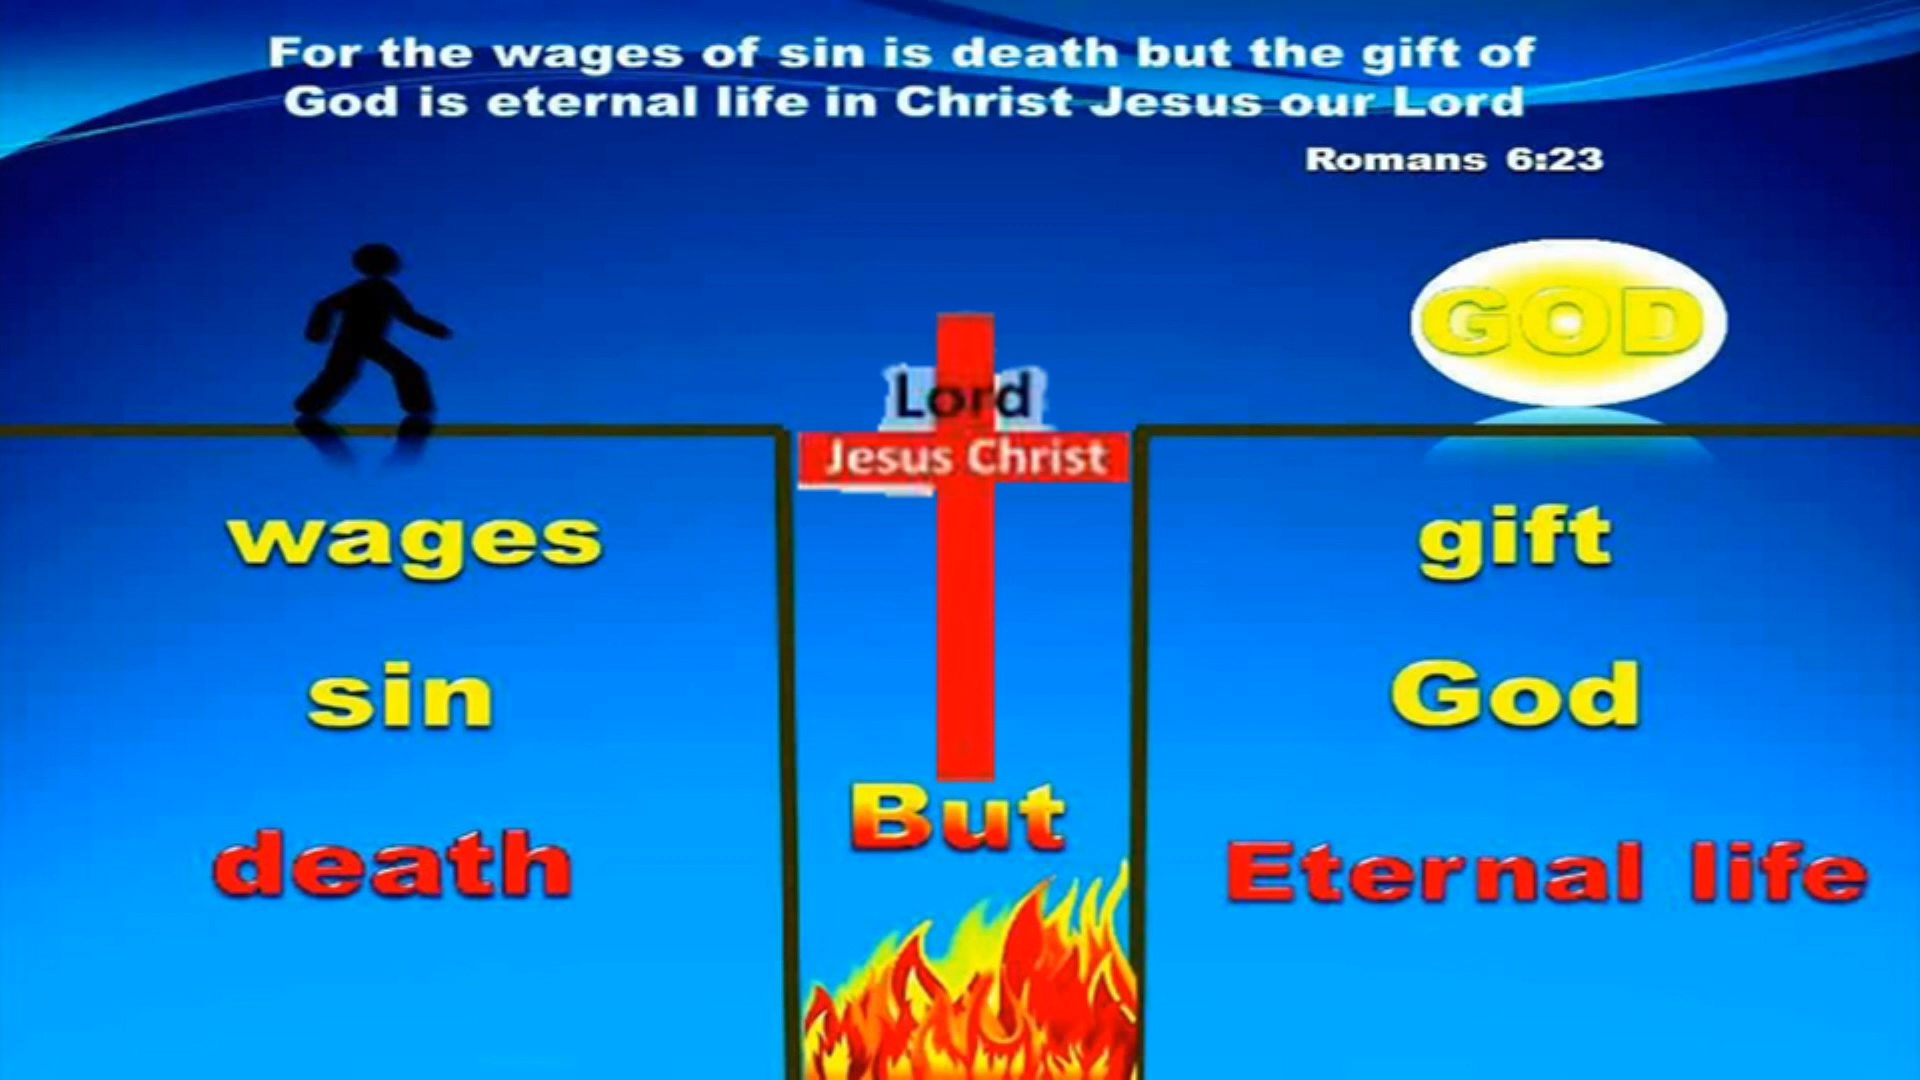 For the wages of sin is death but the gift of
God is eternal life in Christ Jesus our Lord
Romans 6:23
GOD
Lord
Jesus Christ
wages
gift
sin
God
But
death
Eternal life